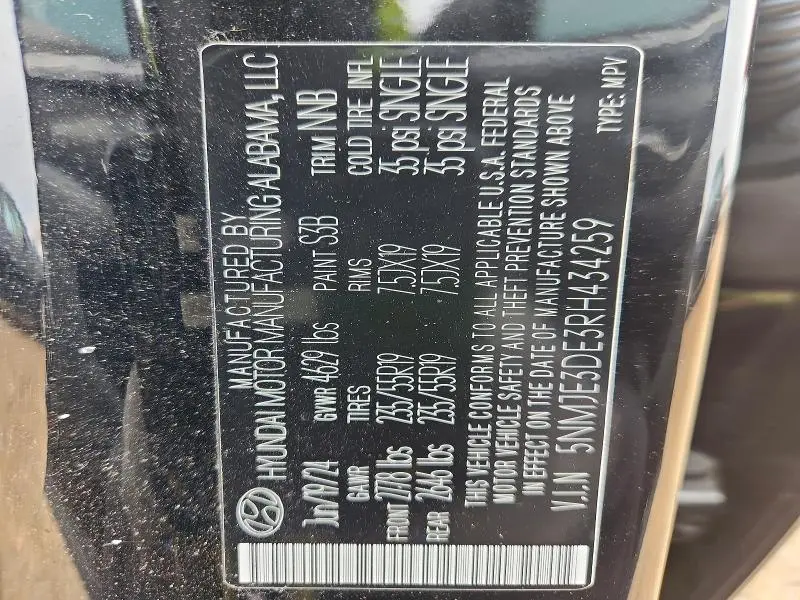 MANUFACTURED BY
HYUNDAI MOTOR MANUFACTURING ALABAMA, LLC
Jun/19/24 GVWR 4629 lbs PAINT S3B TRIM NNB
GAWR TIRES RIMS COLD TIRE INFL
FRONT 2778 lbs 235/55R19 7.5JX19 35 psi SINGLE
REAR 2646 lbs 235/55R19 7.5JX19 35 psi SINGLE
THIS VEHICLE CONFORMS TO ALL APPLICABLE U.S.A. FEDERAL
MOTOR VEHICLE SAFETY AND THEFT PREVENTION STANDARDS
IN EFFECT ON THE DATE OF MANUFACTURE SHOWN ABOVE
V.I.N 5NMJE3DE3RH434259 TYPE: MPV